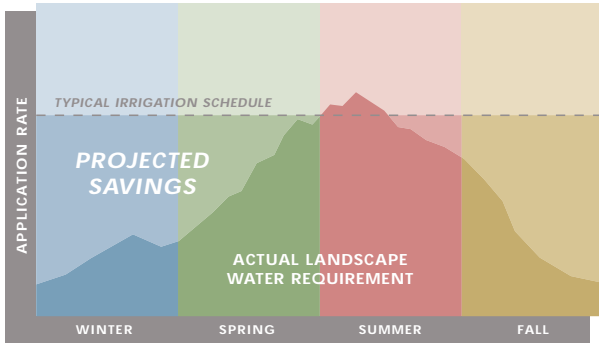 TYPICAL IRRIGATION SCHEDULE
PROJECTED
SAVINGS
APPLICATION RATE
ACTUAL LANDSCAPE
WATER REQUIREMENT
WINTER
SPRING
SUMMER
FALL